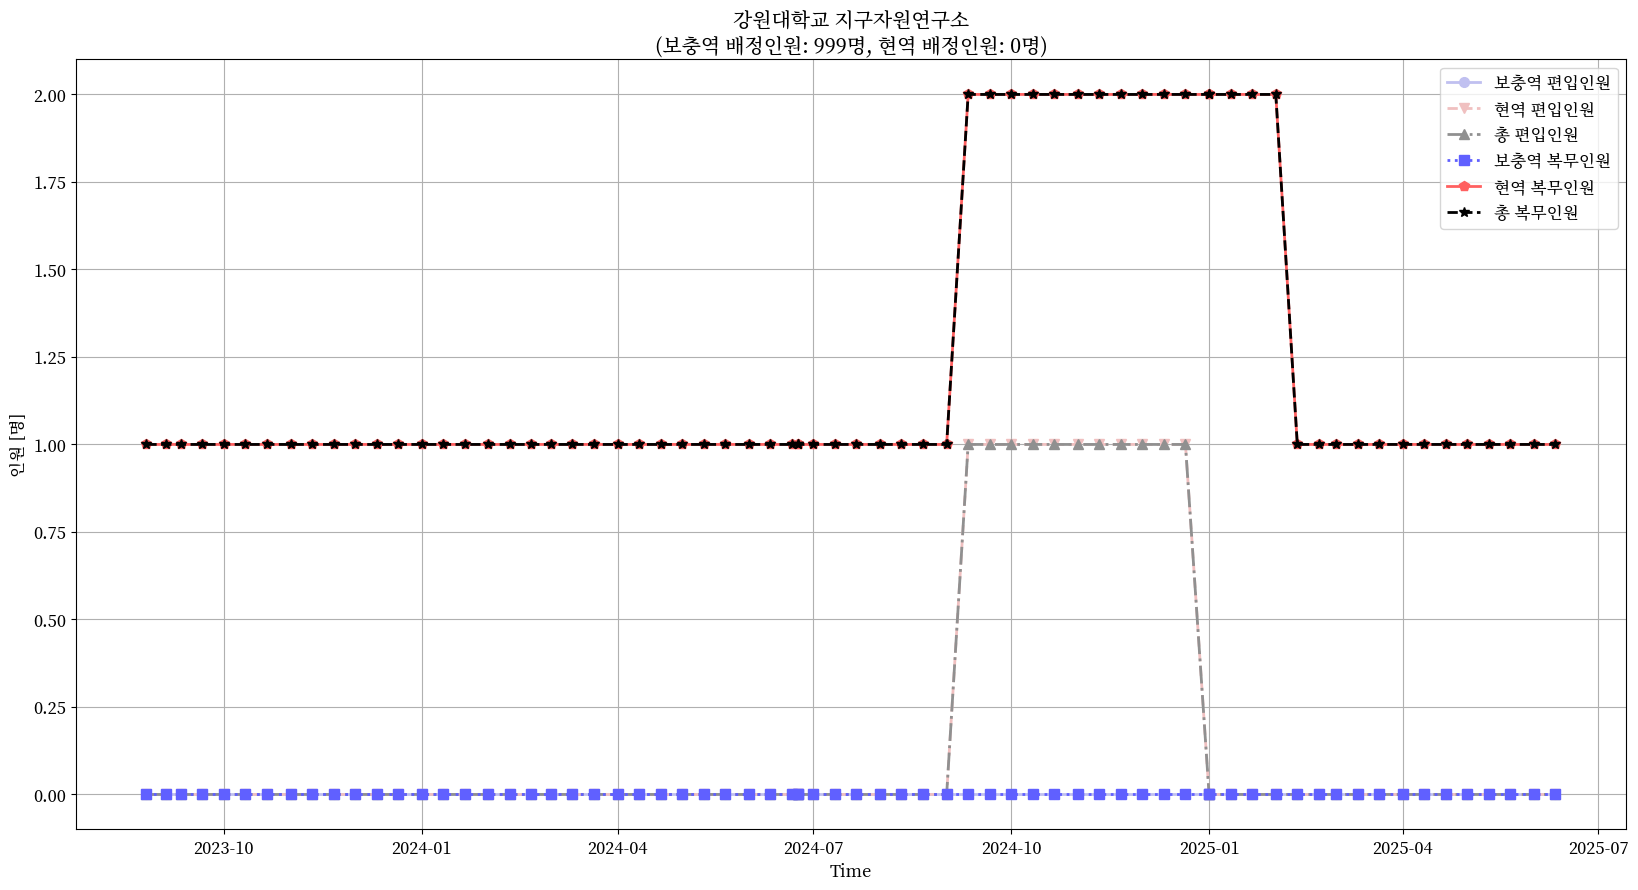 강원대학교 지구자원연구소
(보충역 배정인원: 999명, 현역 배정인원: 0명)
보충역 편입인원
현역 편입인원
총 편입인원
보충역 복무인원
현역 복무인원
총 복무인원
인원 [명]
2.00
1.75
1.50
1.25
1.00
0.75
0.50
0.25
0.00
2023-10
2024-01
2024-04
2024-07
2024-10
2025-01
2025-04
2025-07
Time